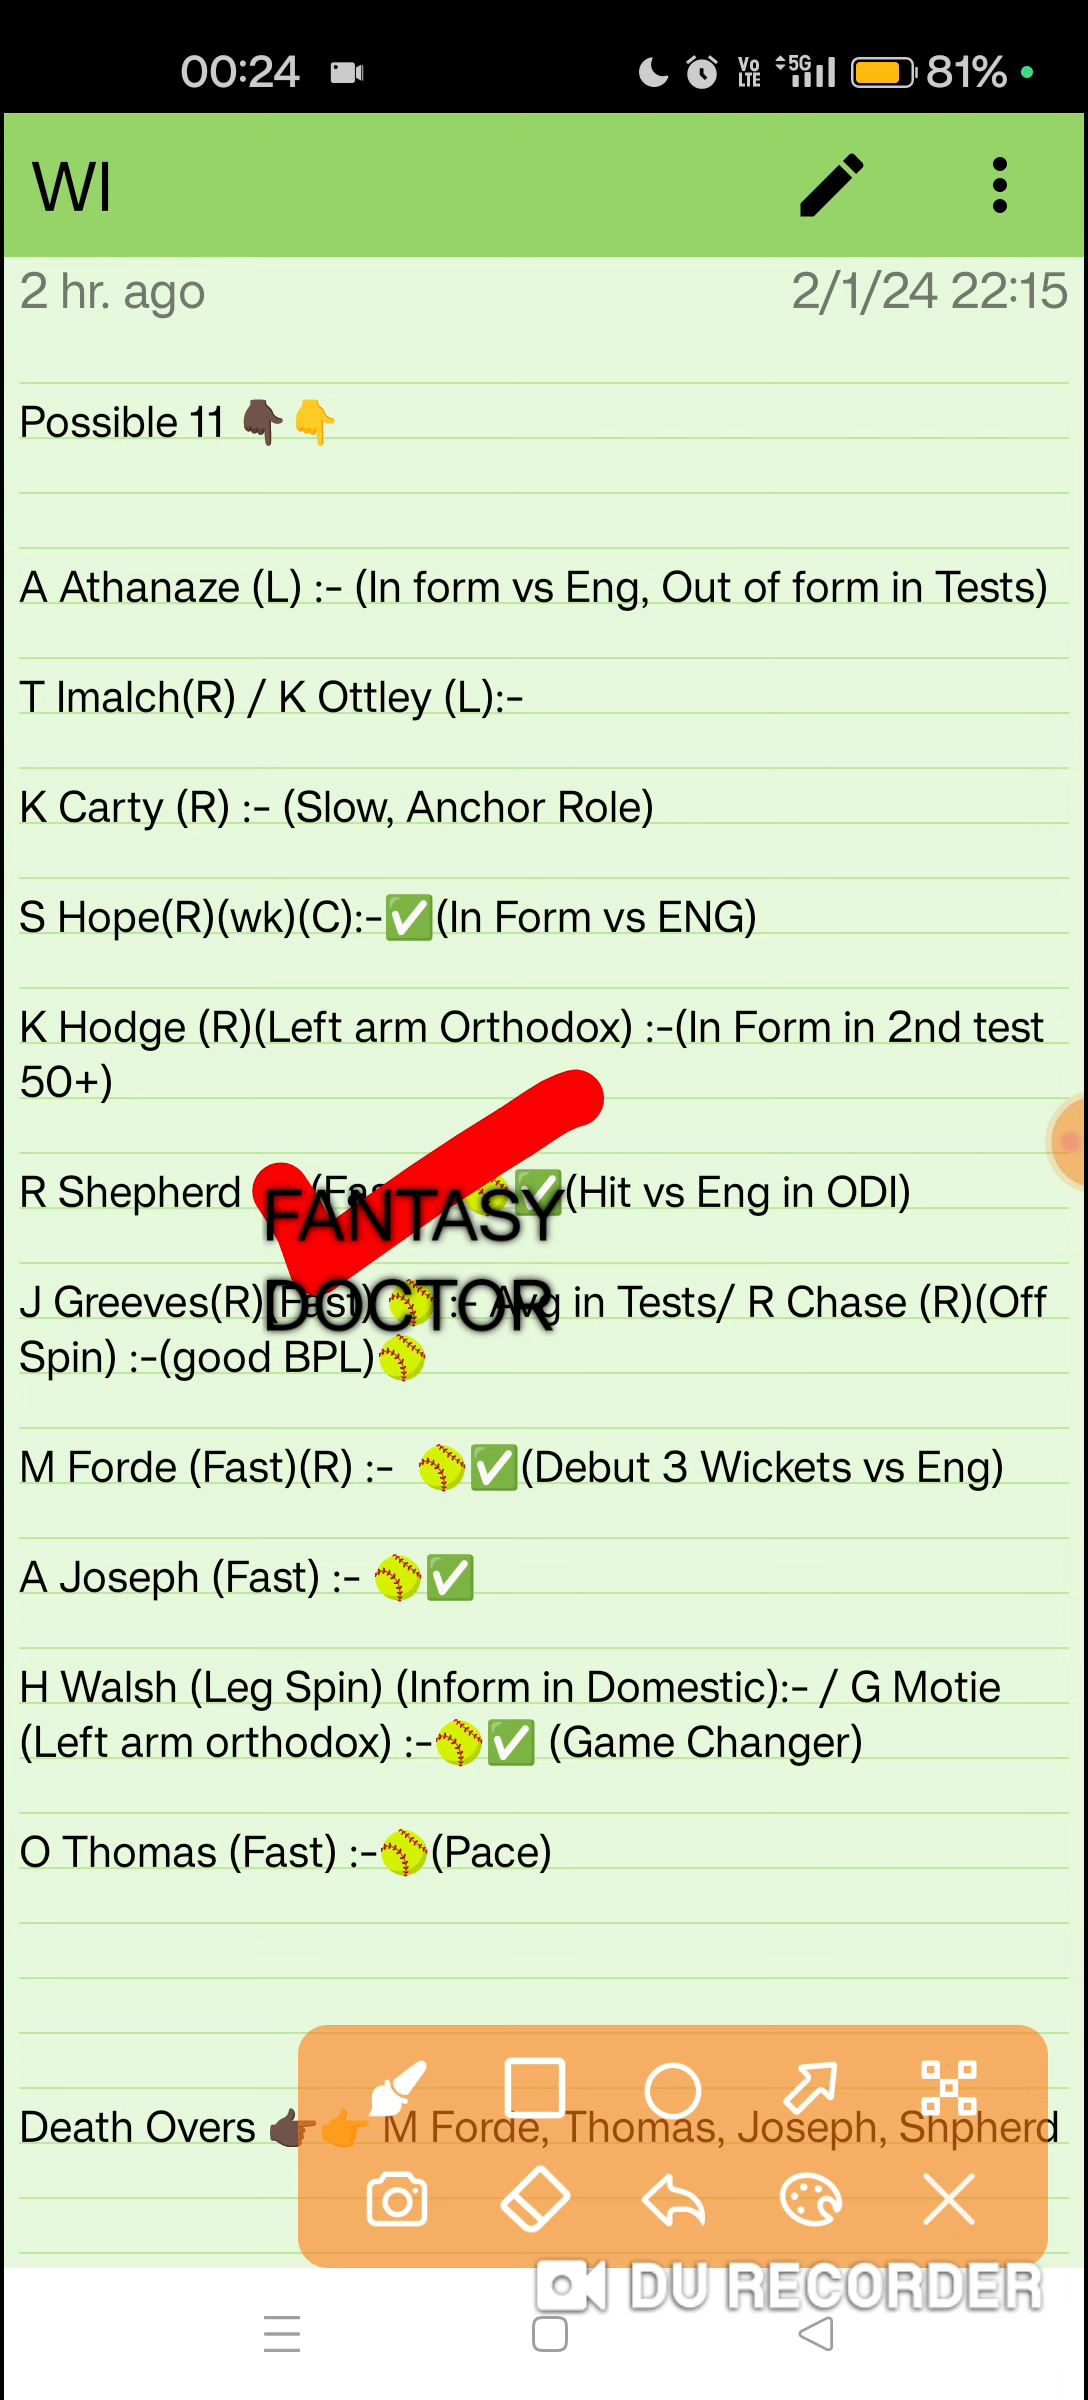 00:24 Vo LTE 5G 81%
WI
2 hr. ago 2/1/24 22:15
Possible 11 👇🏿👇
A Athanaze (L) :- (In form vs Eng, Out of form in Tests)
T Imalch(R) / K Ottley (L):-
K Carty (R) :- (Slow, Anchor Role)
S Hope(R)(wk)(C):-✅(In Form vs ENG)
K Hodge (R)(Left arm Orthodox) :-(In Form in 2nd test
50+)
R Shepherd 🥎✅(Hit vs Eng in ODI)
FANTASY
DOCTOR
J Greeves(R)(Fast) 🥎 :- Avg in Tests/ R Chase (R)(Off
Spin) :-(good BPL)🥎
M Forde (Fast)(R) :- 🥎✅(Debut 3 Wickets vs Eng)
A Joseph (Fast) :- 🥎✅
H Walsh (Leg Spin) (Inform in Domestic):- / G Motie
(Left arm orthodox) :-🥎✅ (Game Changer)
O Thomas (Fast) :-🥎(Pace)
Death Overs 👉🏿👉 M Forde, Thomas, Joseph, Shpherd
DU RECORDER